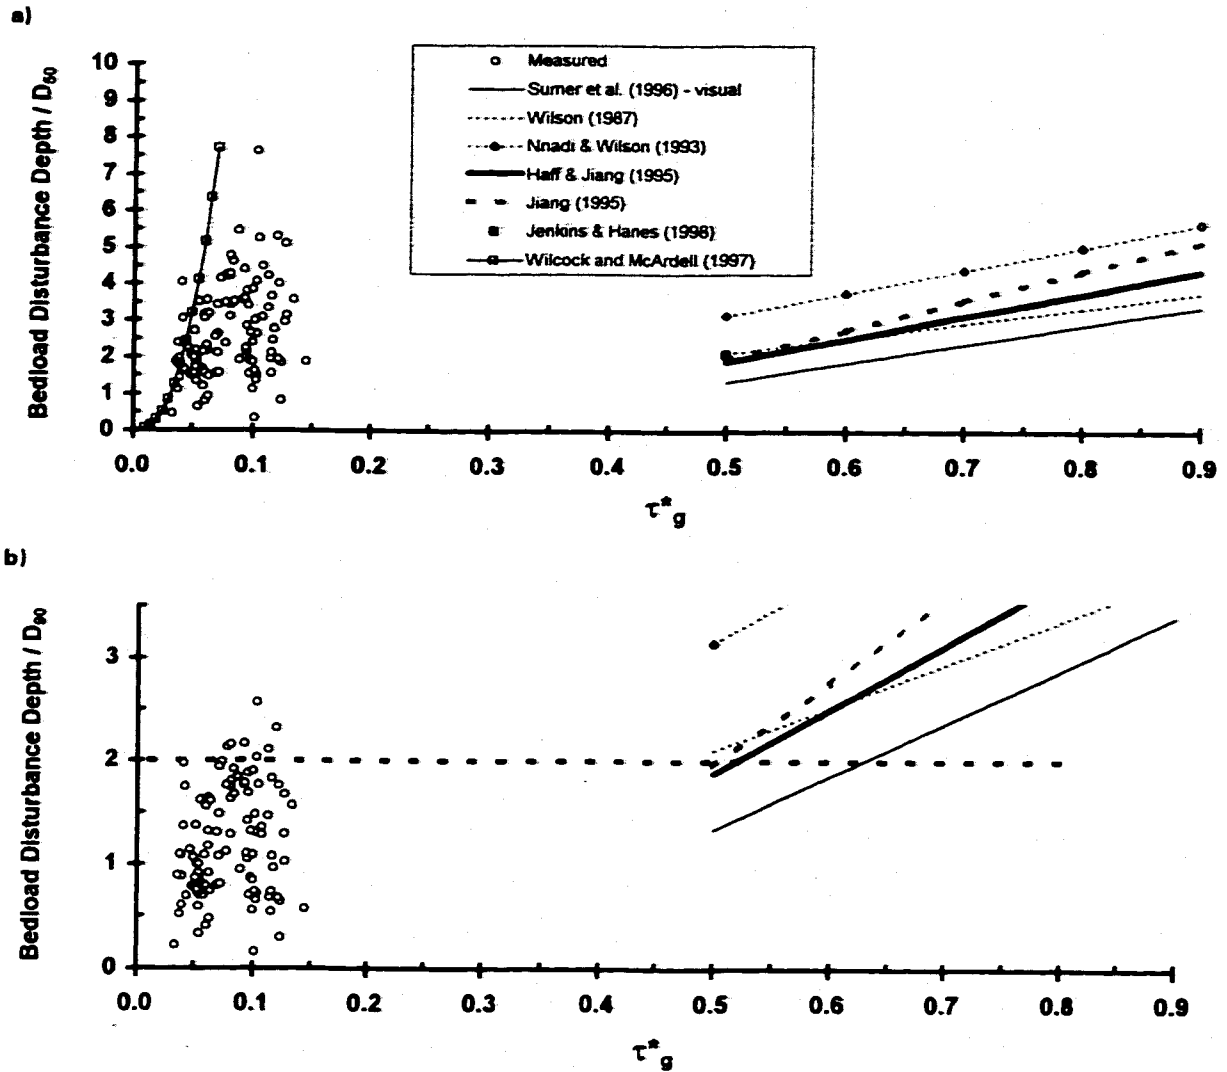 a)
Bedload Disturbance Depth / D50
10
9
8
7
6
5
4
3
2
1
0
Measured
Sumer et al. (1996) - visual
Wilson (1987)
Nnadi & Wilson (1993)
Haff & Jiang (1995)
Jiang (1995)
Jenkins & Hanes (1998)
Wilcock and McArdell (1997)
0.0 0.1 0.2 0.3 0.4 0.5 0.6 0.7 0.8 0.9
τ*g
b)
Bedload Disturbance Depth / D90
3
2
1
0
0.0 0.1 0.2 0.3 0.4 0.5 0.6 0.7 0.8 0.9
τ*g